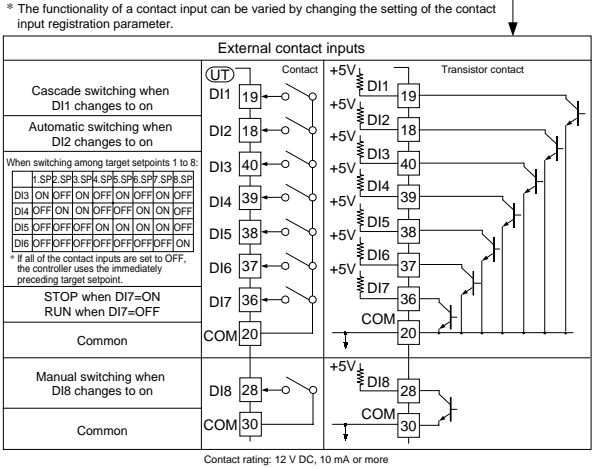 * The functionality of a contact input can be varied by changing the setting of the contact
input registration parameter.
External contact inputs
Cascade switching when
DI1 changes to on
Automatic switching when
DI2 changes to on
When switching among target setpoints 1 to 8:
1.SP 2.SP 3.SP 4.SP 5.SP 6.SP 7.SP 8.SP
DI3 ON OFF ON OFF ON OFF ON OFF
DI4 OFF ON ON OFF OFF ON ON OFF
DI5 OFF OFF OFF ON ON ON ON OFF
DI6 OFF OFF OFF OFF OFF OFF OFF ON
* If all of the contact inputs are set to OFF,
the controller uses the immediately
preceding target setpoint.
STOP when DI7=ON
RUN when DI7=OFF
Common
Manual switching when
DI8 changes to on
Common
UT Contact
DI1 19
DI2 18
DI3 40
DI4 39
DI5 38
DI6 37
DI7 36
COM 20
DI8 28
COM 30
Transistor contact
+5V DI1 19
+5V DI2 18
+5V DI3 40
+5V DI4 39
+5V DI5 38
+5V DI6 37
+5V DI7 36
COM 20
+5V DI8 28
COM 30
Contact rating: 12 V DC, 10 mA or more